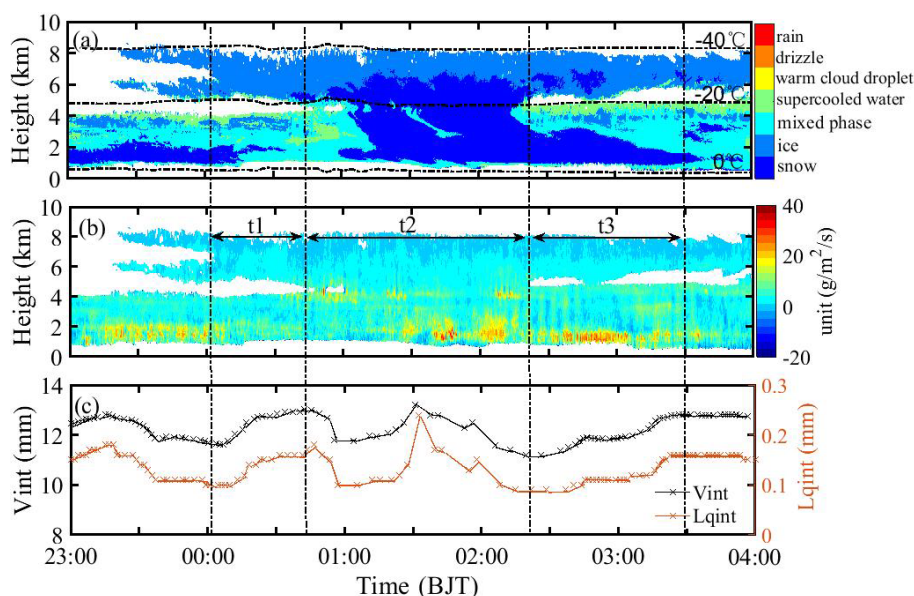 (a)
Height (km)
10
8
6
4
2
0
-40℃
-20℃
0℃
rain
drizzle
warm cloud droplet
supercooled water
mixed phase
ice
snow
(b)
t1
t2
t3
Height (km)
10
8
6
4
2
0
40
20
0
-20
unit (g/m²/s)
(c)
Vint (mm)
14
12
10
8
0.3
0.2
0.1
0
Lqint (mm)
Vint
Lqint
23:00
00:00
01:00
02:00
03:00
04:00
Time (BJT)